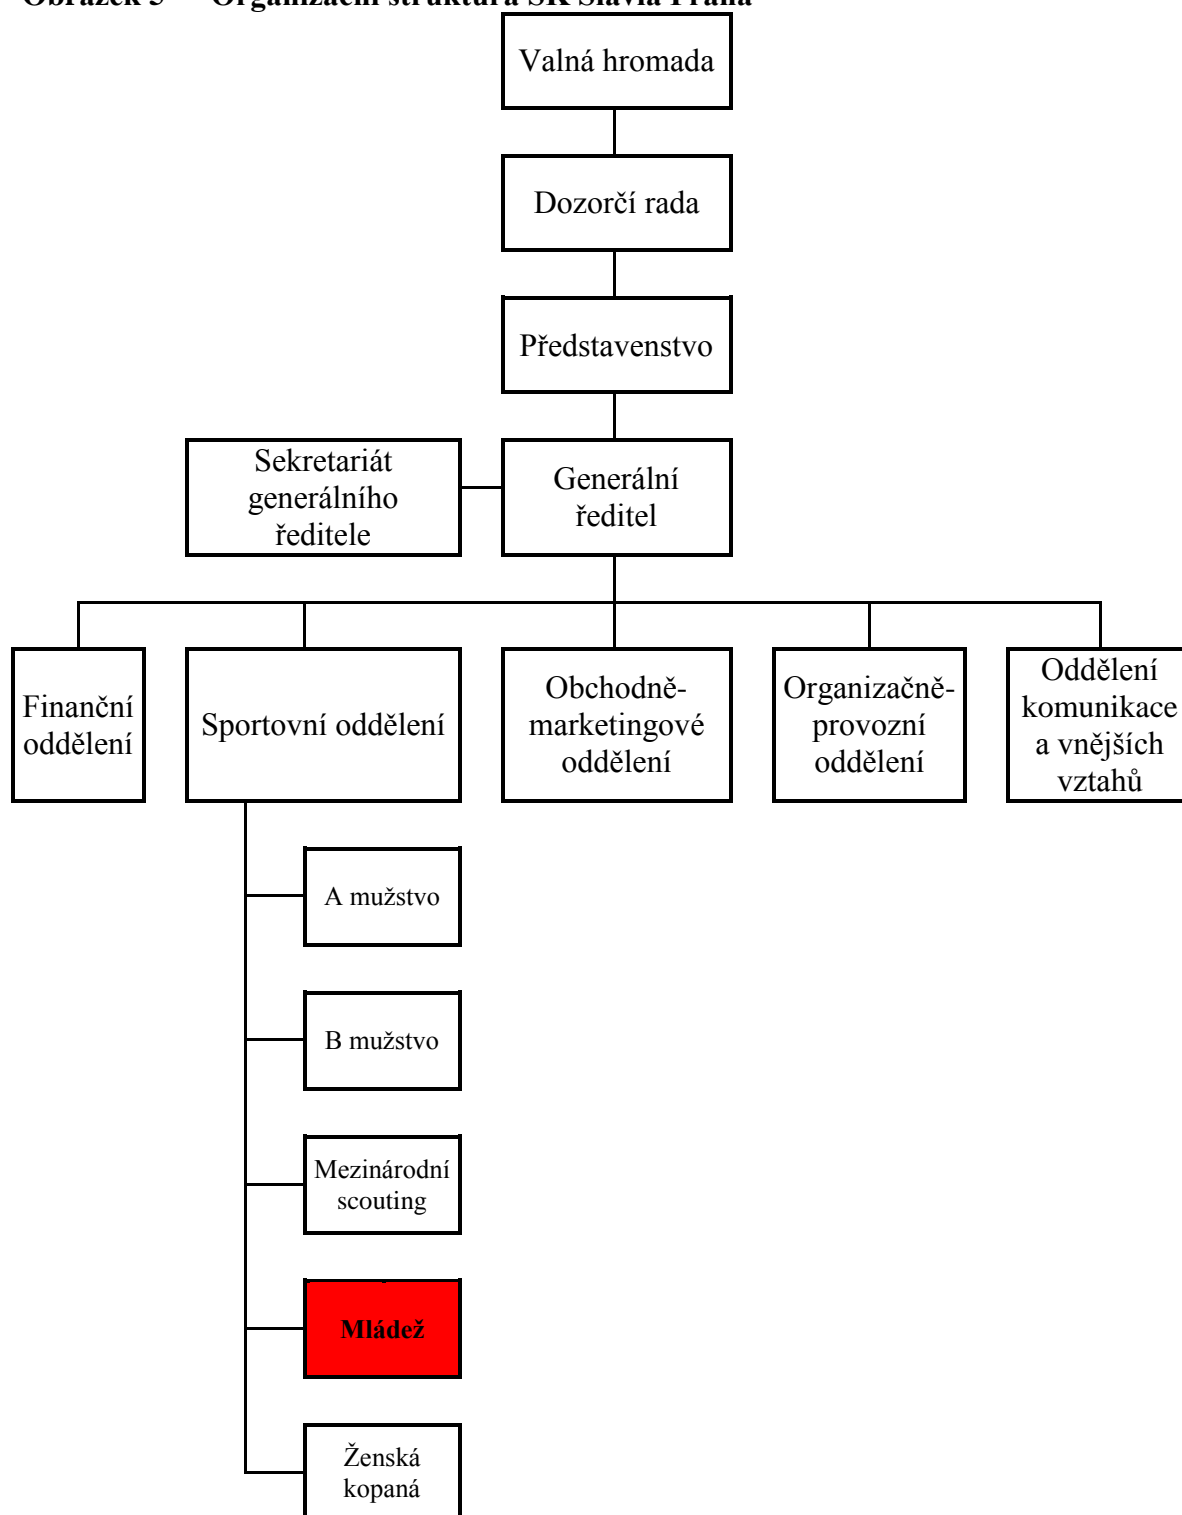 Obrázek 5 Organizační struktura SK Slavia Praha
Valná hromada
Dozorčí rada
Představenstvo
Sekretariát
generálního
ředitele
Generální
ředitel
Finanční
oddělení
Sportovní oddělení
Obchodně-
marketingové
oddělení
Organizačně-
provozní
oddělení
Oddělení
komunikace
a vnějších
vztahů
A mužstvo
B mužstvo
Mezinárodní
scouting
Mládež
Ženská
kopaná